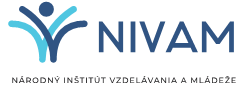 NIVAM
NÁRODNÝ INŠTITÚT VZDELÁVANIA A MLÁDEŽE